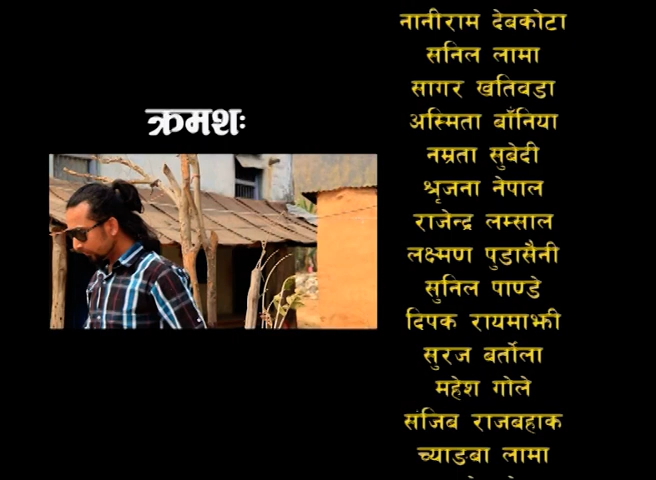 क्रमशः
नानीराम देबकोटा
सनिल लामा
सागर खतिवडा
अस्मिता बाँनिया
नम्रता सुबेदी
श्रृजना नेपाल
राजेन्द्र लम्साल
लक्ष्मण पुडासैनी
सुनिल पाण्डे
दिपक रायमाझी
सुरज बर्तोला
महेश गोले
संजिब राजबहाक
च्याङबा लामा